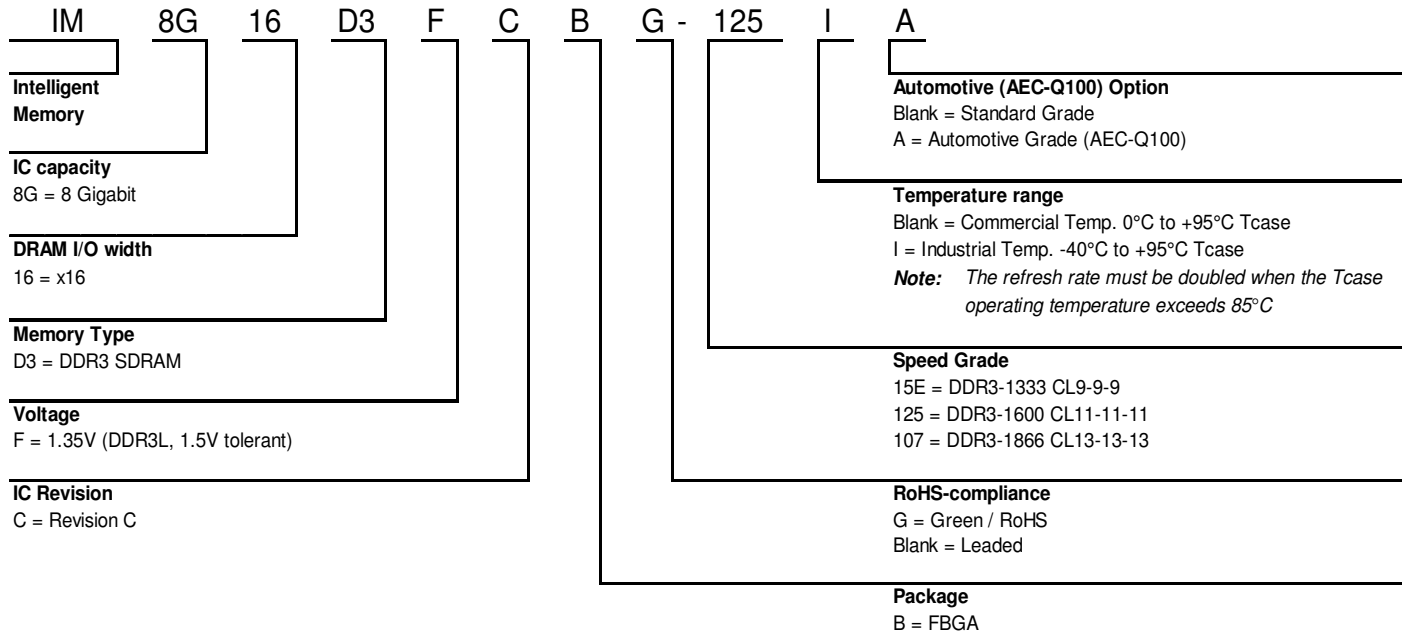 IM 8G 16 D3 F C B G - 125 I A
Intelligent
Memory
IC capacity
8G = 8 Gigabit
DRAM I/O width
16 = x16
Memory Type
D3 = DDR3 SDRAM
Voltage
F = 1.35V (DDR3L, 1.5V tolerant)
IC Revision
C = Revision C
Automotive (AEC-Q100) Option
Blank = Standard Grade
A = Automotive Grade (AEC-Q100)
Temperature range
Blank = Commercial Temp. 0°C to +95°C Tcase
I = Industrial Temp. -40°C to +95°C Tcase
Note: The refresh rate must be doubled when the Tcase
operating temperature exceeds 85°C
Speed Grade
15E = DDR3-1333 CL9-9-9
125 = DDR3-1600 CL11-11-11
107 = DDR3-1866 CL13-13-13
RoHS-compliance
G = Green / RoHS
Blank = Leaded
Package
B = FBGA